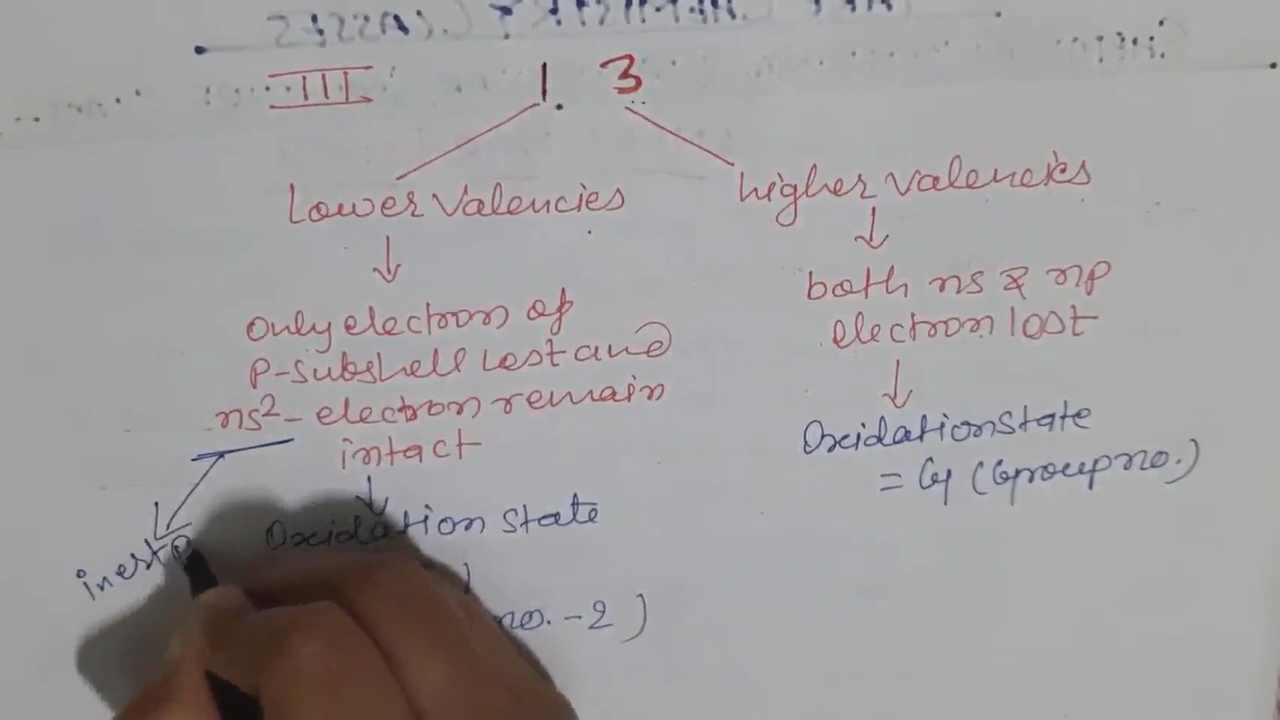 III
1. 3
Lower valencies
higher valencies
only electron of
p-subshell lost and
ns²- electron remain
intact
both ns & np
electron lost
Oxidation state
= G (Group no.)
Oxidation state
no. -2)
inert P